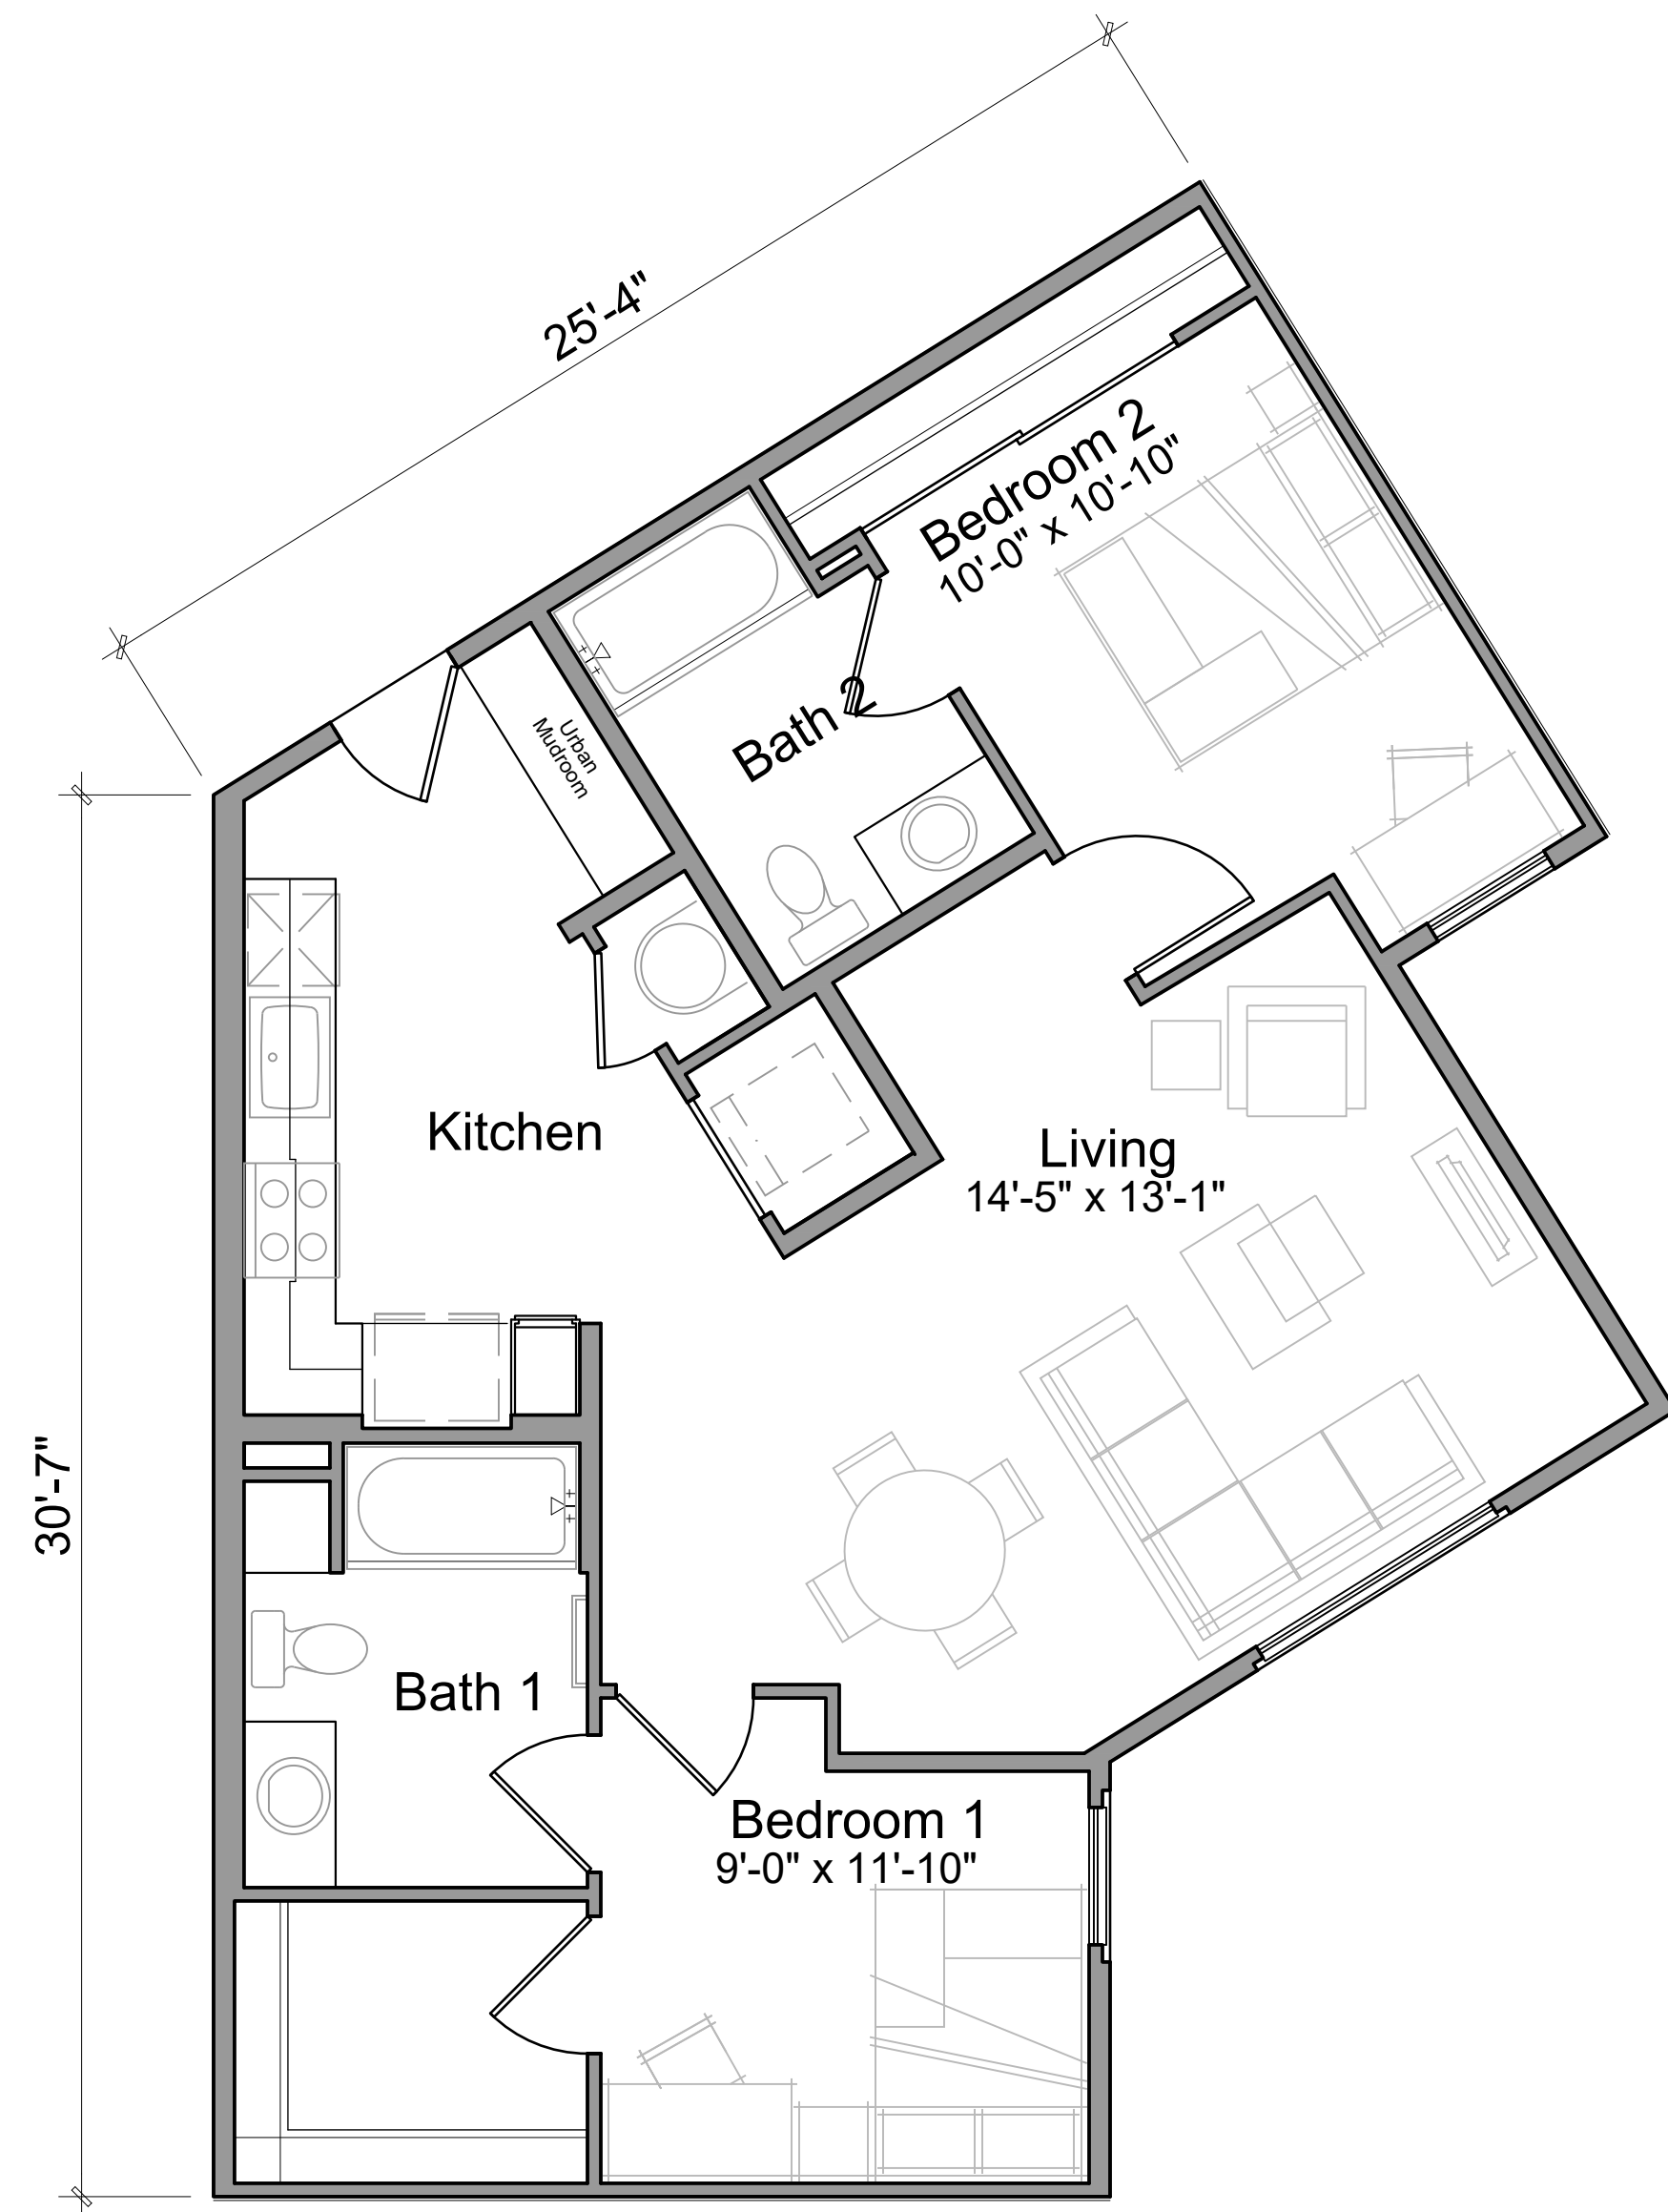 25'-4"
Bedroom 2
10'-0" x 10'-10"
Urban
Mudroom
Bath 2
Kitchen
Living
14'-5" x 13'-1"
30'-7"
Bath 1
Bedroom 1
9'-0" x 11'-10"